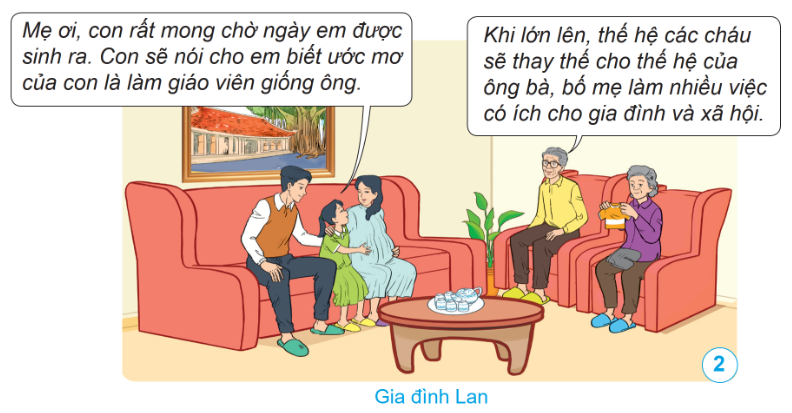 Mẹ ơi, con rất mong chờ ngày em được
sinh ra. Con sẽ nói cho em biết ước mơ
của con là làm giáo viên giống ông.
Khi lớn lên, thế hệ các cháu
sẽ thay thế cho thế hệ của
ông bà, bố mẹ làm nhiều việc
có ích cho gia đình và xã hội.
2
Gia đình Lan